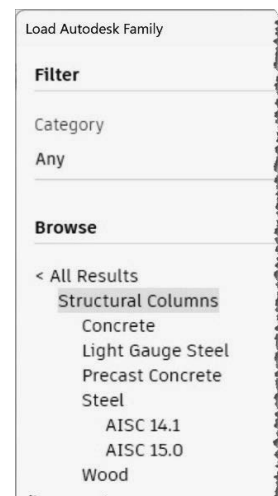 Load Autodesk Family
Filter
Category
Any
Browse
< All Results
Structural Columns
Concrete
Light Gauge Steel
Precast Concrete
Steel
AISC 14.1
AISC 15.0
Wood